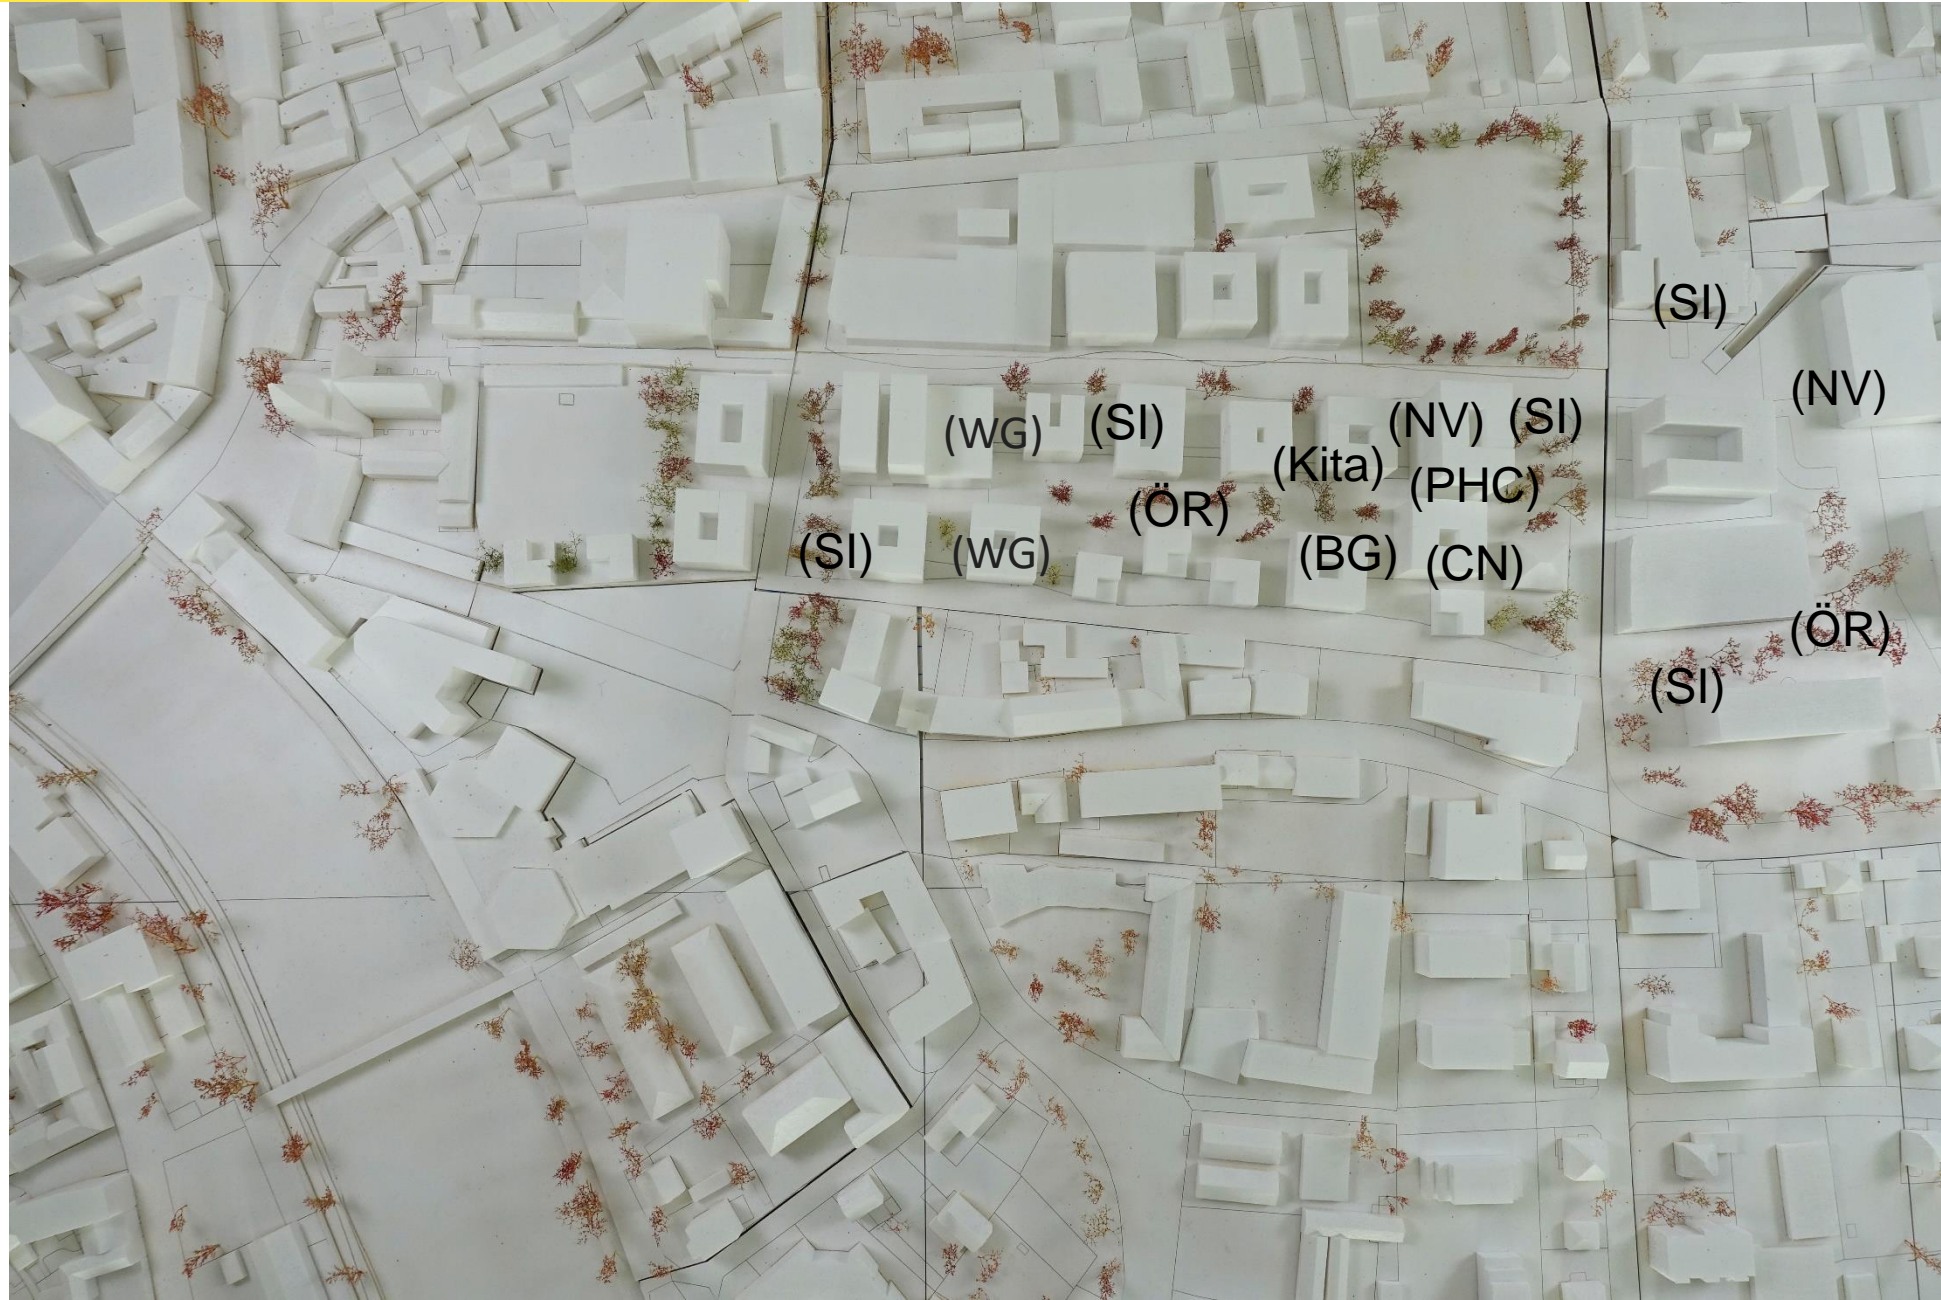 (SI)
(NV)
(WG)
(SI)
(NV)
(SI)
(Kita)
(PHC)
(ÖR)
(SI)
(WG)
(BG)
(CN)
(ÖR)
(SI)